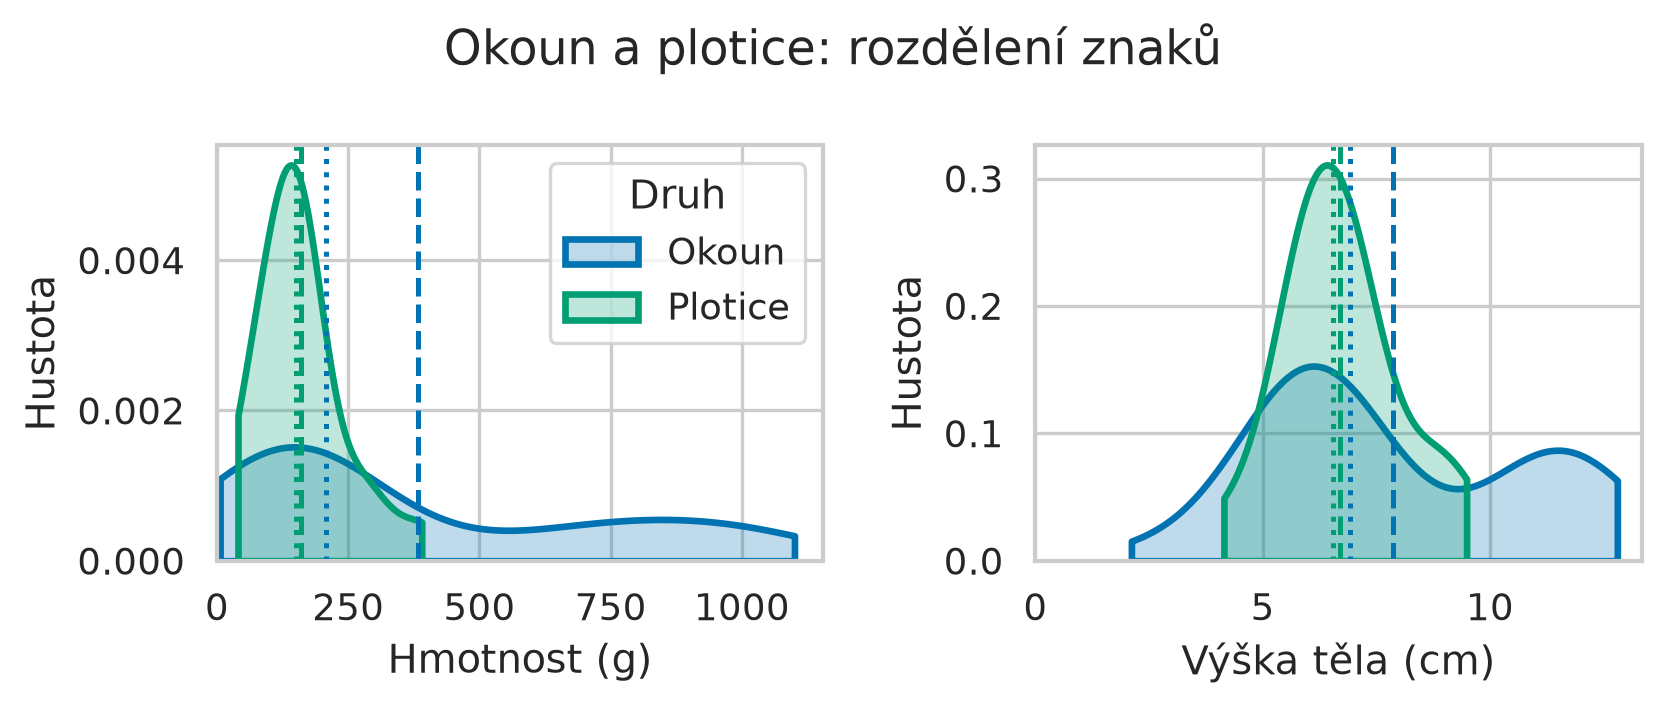 Okoun a plotice: rozdělení znaků
Hustota
0.004
0.002
0.000
0 250 500 750 1000
Hmotnost (g)
Druh
Okoun
Plotice
Hustota
0.3
0.2
0.1
0.0
0 5 10
Výška těla (cm)